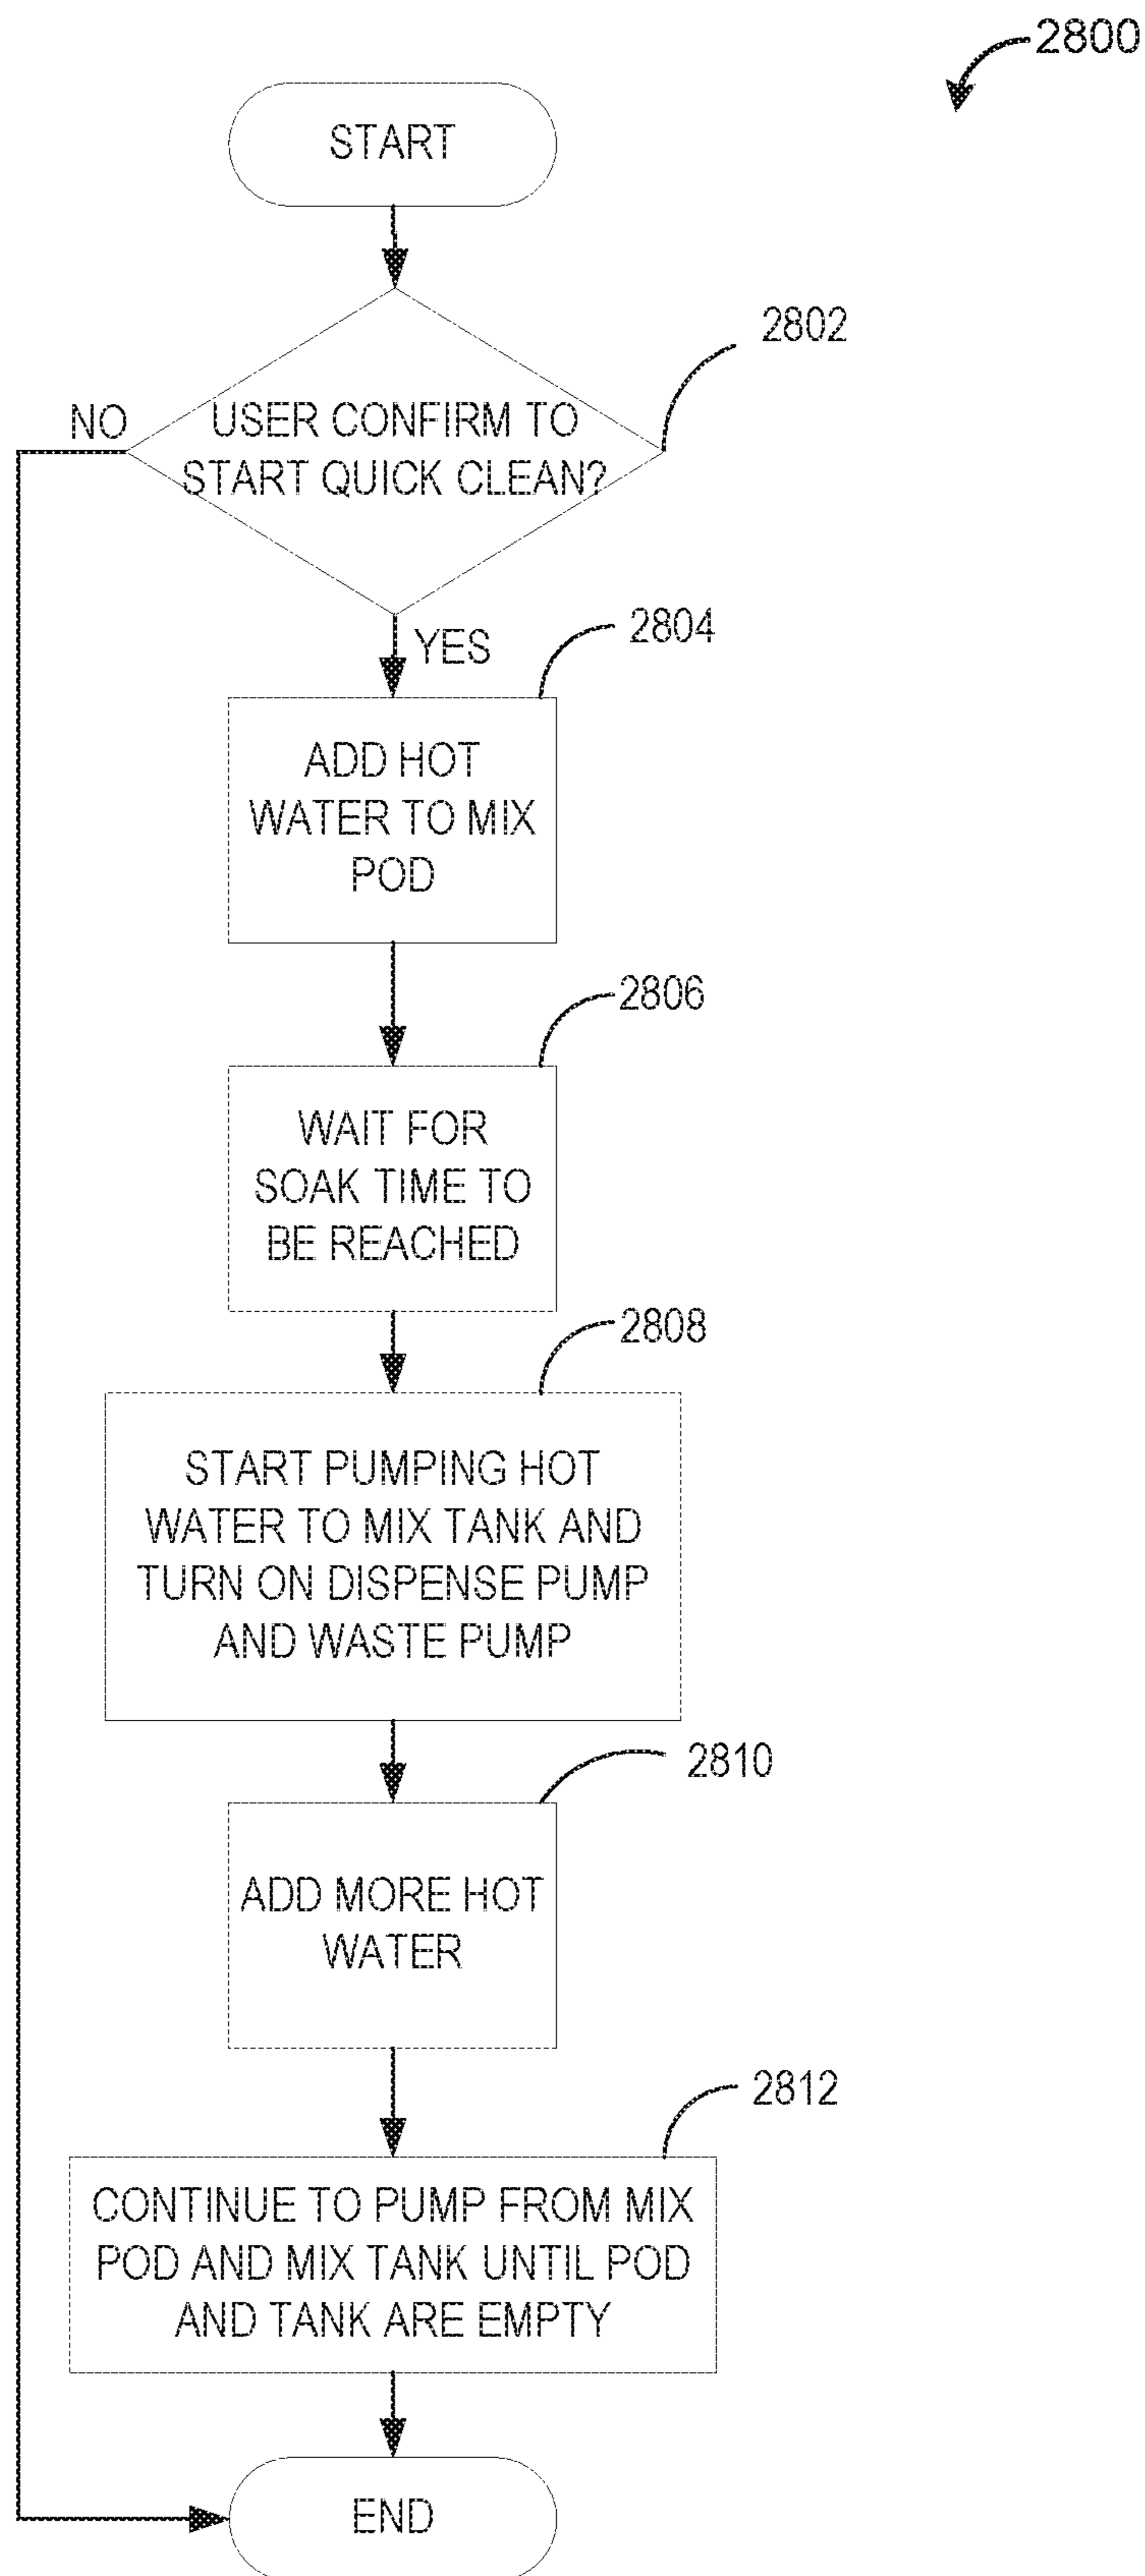 2800
START
2802
NO
USER CONFIRM TO
START QUICK CLEAN?
2804
YES
ADD HOT
WATER TO MIX
POD
2806
WAIT FOR
SOAK TIME TO
BE REACHED
2808
START PUMPING HOT
WATER TO MIX TANK AND
TURN ON DISPENSE PUMP
AND WASTE PUMP
2810
ADD MORE HOT
WATER
2812
CONTINUE TO PUMP FROM MIX
POD AND MIX TANK UNTIL POD
AND TANK ARE EMPTY
END